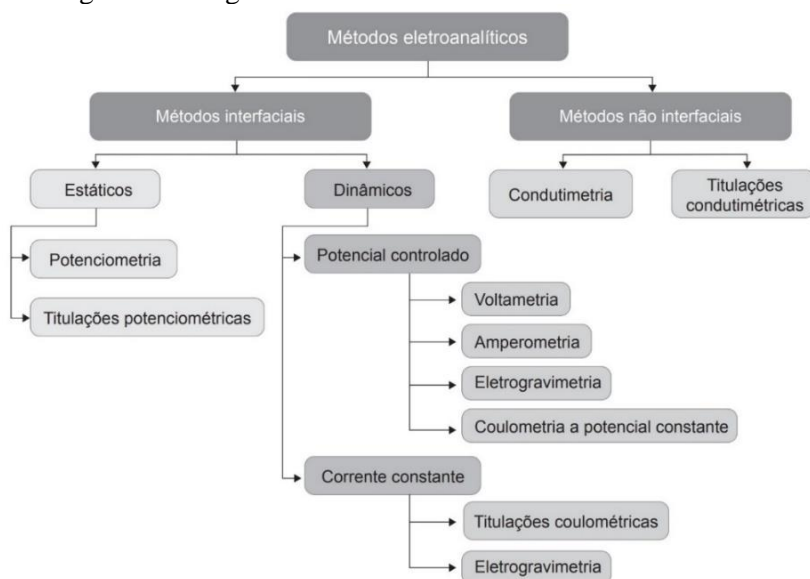 Métodos eletroanalíticos
Métodos interfaciais
Métodos não interfaciais
Estáticos
Dinâmicos
Condutimetria
Titulações
condutimétricas
Potenciometria
Titulações potenciométricas
Potencial controlado
Voltametria
Amperometria
Eletrogravimetria
Coulometria a potencial constante
Corrente constante
Titulações coulométricas
Eletrogravimetria